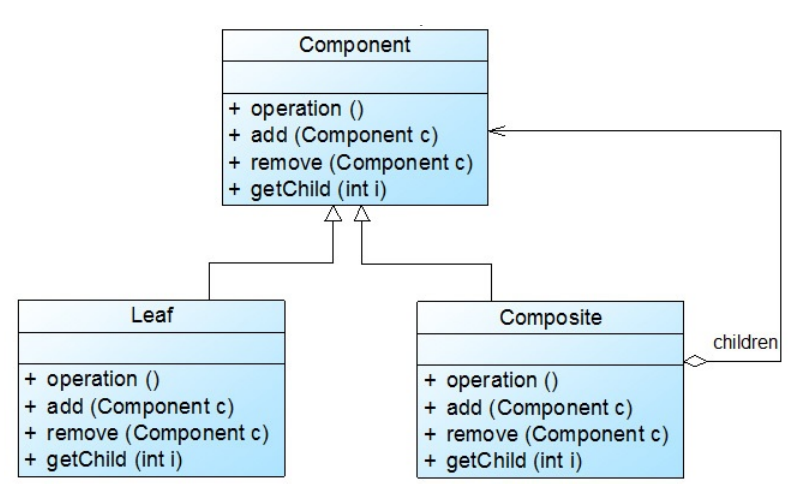 Component
+ operation ()
+ add (Component c)
+ remove (Component c)
+ getChild (int i)
Leaf
+ operation ()
+ add (Component c)
+ remove (Component c)
+ getChild (int i)
Composite
+ operation ()
+ add (Component c)
+ remove (Component c)
+ getChild (int i)
children